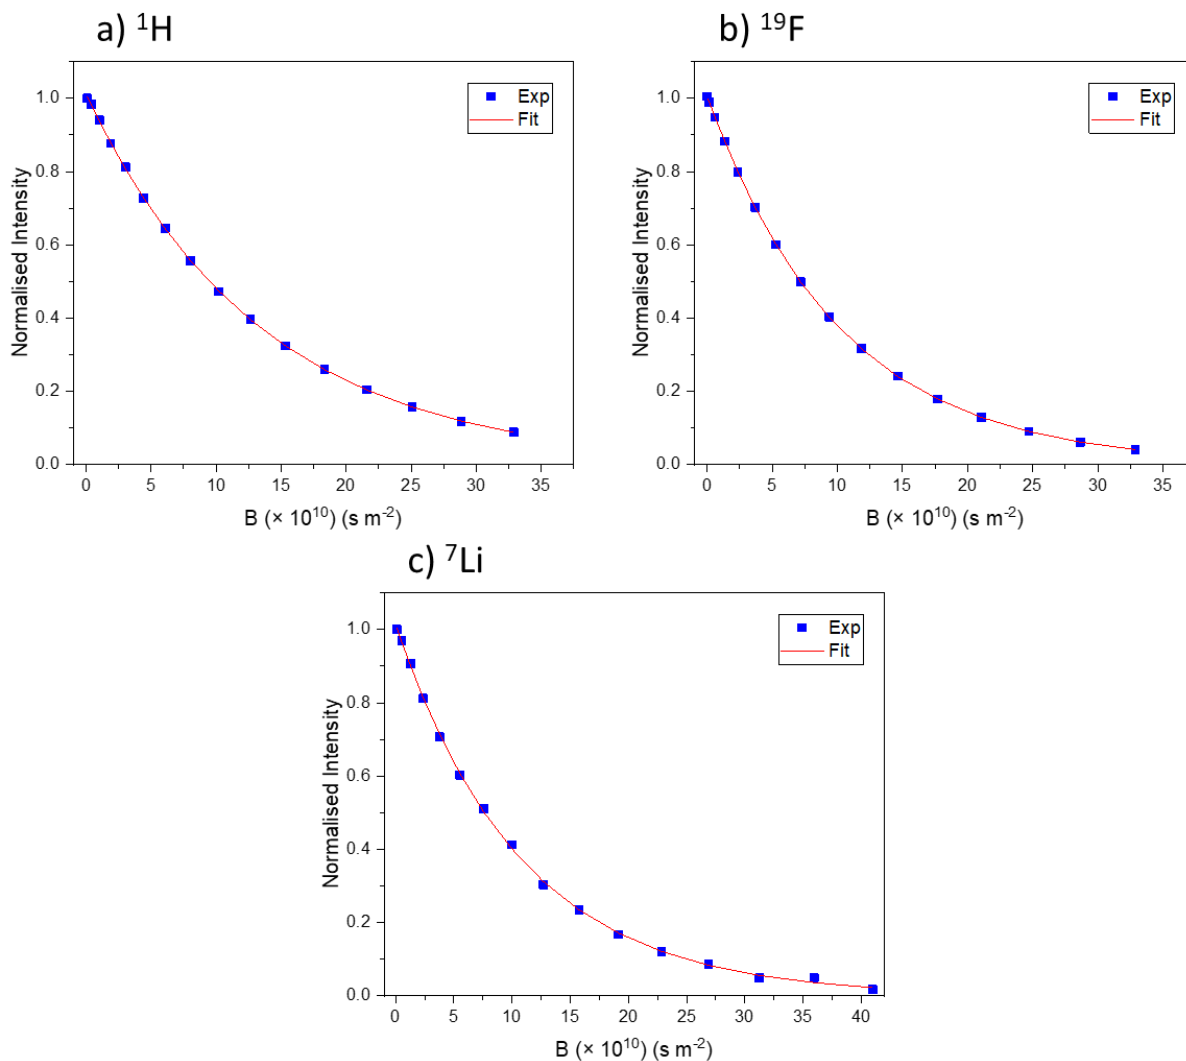 a) ¹H
Exp
Fit
1.0
0.8
0.6
0.4
0.2
0.0
Normalised Intensity
0 5 10 15 20 25 30 35
B (× 10¹⁰) (s m⁻²)
b) ¹⁹F
Exp
Fit
1.0
0.8
0.6
0.4
0.2
0.0
Normalised Intensity
0 5 10 15 20 25 30 35
B (× 10¹⁰) (s m⁻²)
c) ⁷Li
Exp
Fit
1.0
0.8
0.6
0.4
0.2
0.0
Normalised Intensity
0 5 10 15 20 25 30 35 40
B (× 10¹⁰) (s m⁻²)